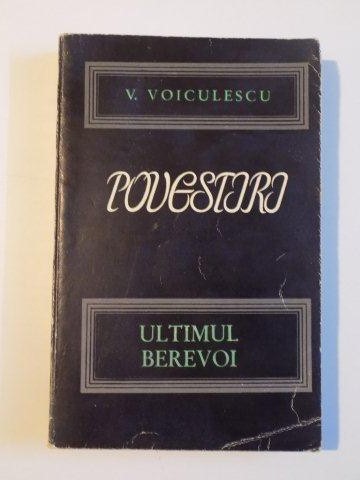 V. VOICULESCU
POVESTIRI
ULTIMUL
BEREVOI